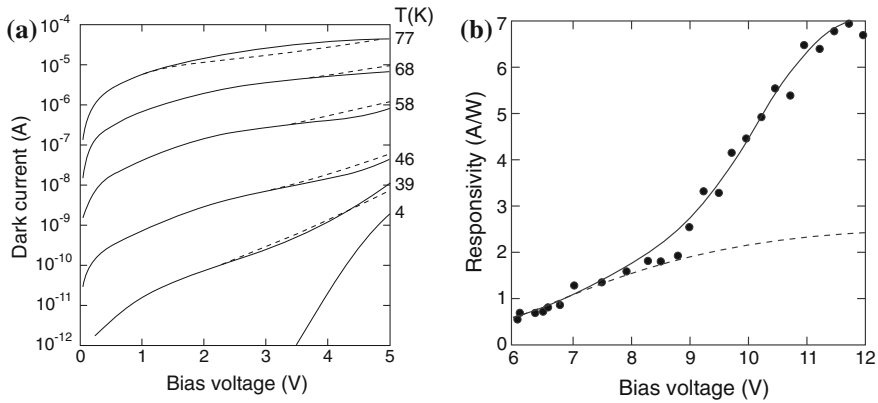 (a)
Dark current (A)
10-4
10-5
10-6
10-7
10-8
10-9
10-10
10-11
10-12
0 1 2 3 4 5
Bias voltage (V)
T(K)
77
68
58
46
39
4
(b)
Responsivity (A/W)
7
6
5
4
3
2
1
0
6 7 8 9 10 11 12
Bias voltage (V)